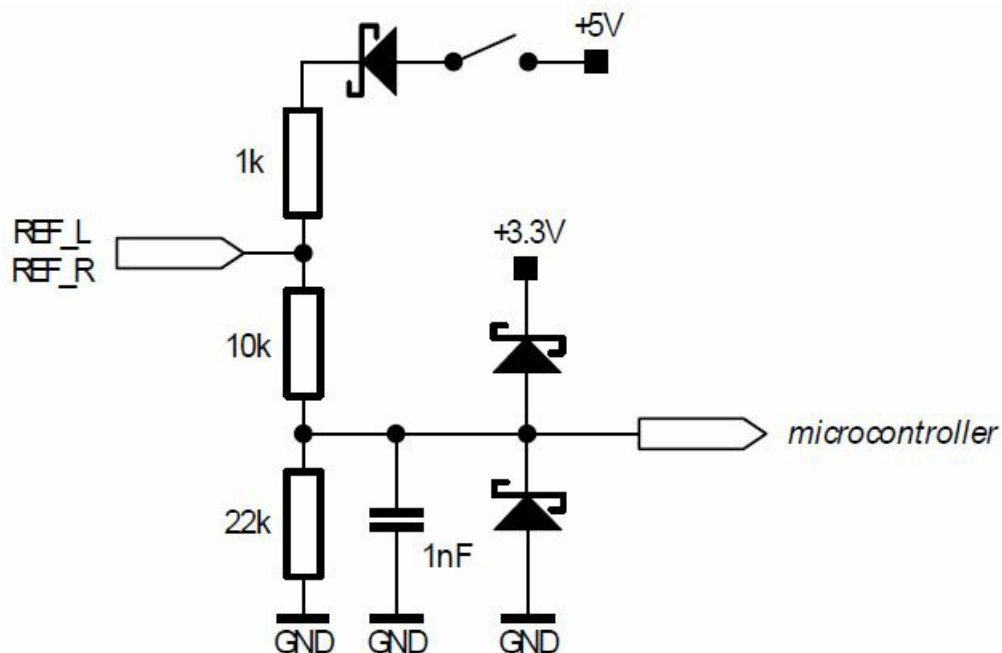 +5V
1k
REF_L
REF_R
+3.3V
10k
microcontroller
22k
1nF
GND
GND
GND